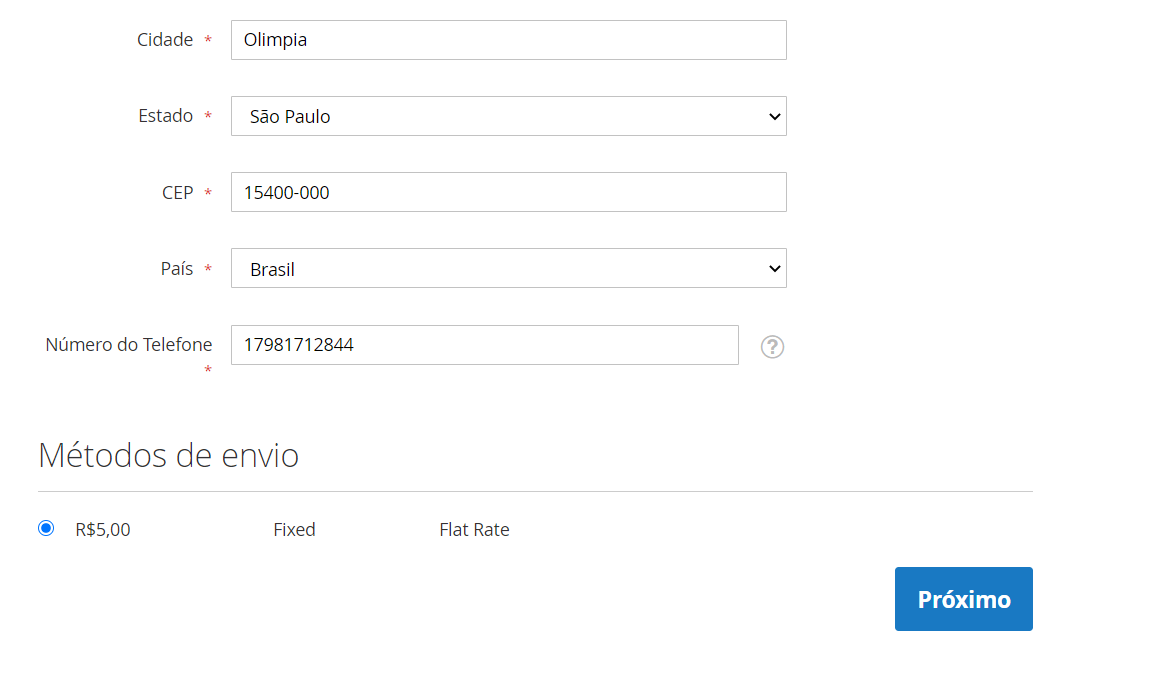 Cidade *
Olimpia
Estado *
São Paulo
CEP *
15400-000
País *
Brasil
Número do Telefone
*
17981712844
?
Métodos de envio
R$5,00 Fixed Flat Rate
Próximo